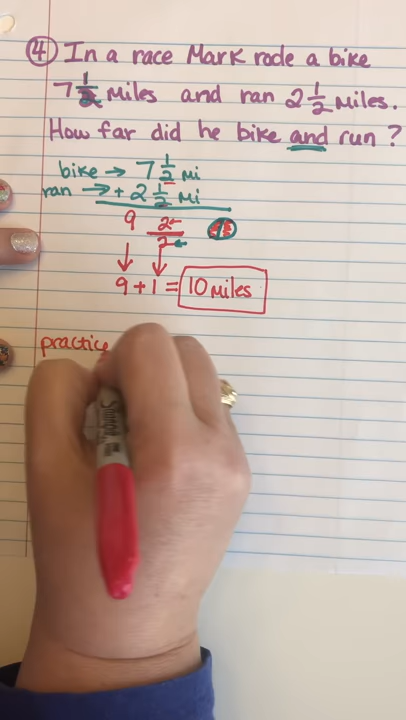 ④ In a race Mark rode a bike
7 1/2 Miles and ran 2 1/2 Miles.
How far did he bike and run ?
bike → 7 1/2 Mi
ran → + 2 1/2 Mi
9 2/2
9 + 1 = 10 Miles
practice
Sharpie